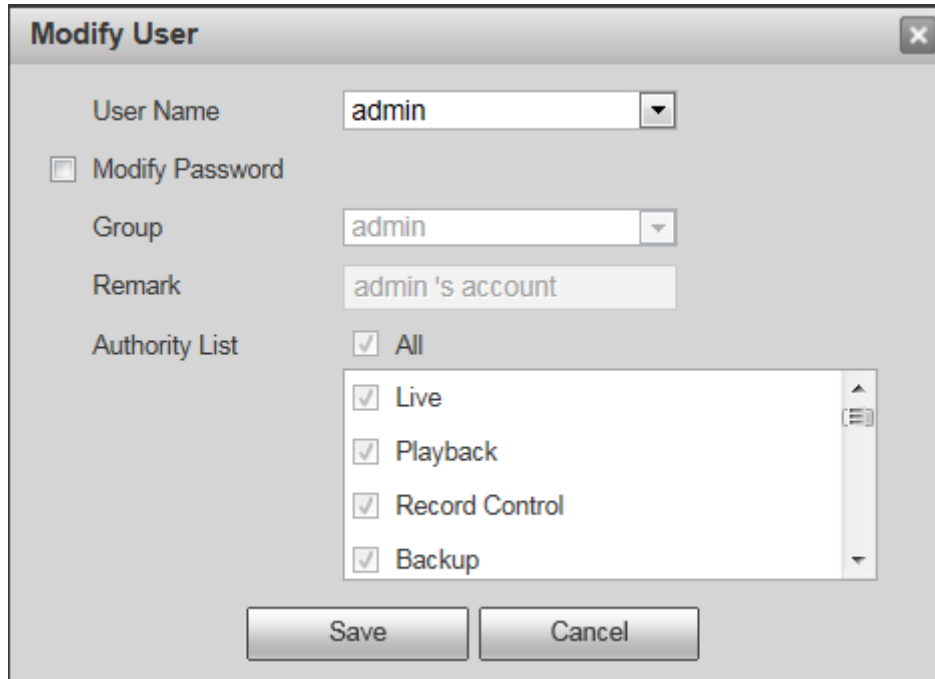 Modify User
User Name admin
Modify Password
Group admin
Remark admin 's account
Authority List All
Live
Playback
Record Control
Backup
Save Cancel